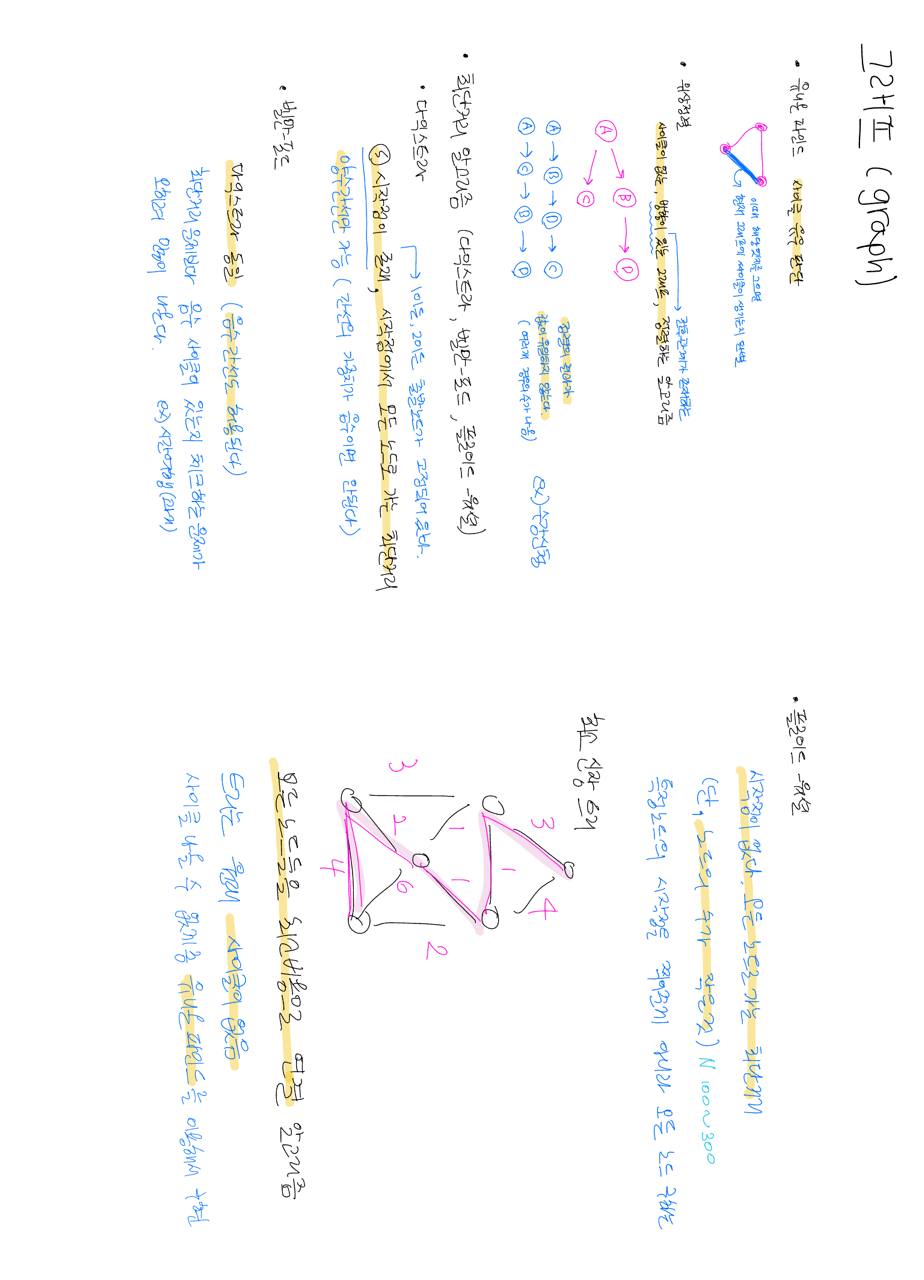 그래프 (graph)
• 유니온 파인드 사이클 유무 판단
이때 해당 엣지를 그으면
현재 그래프에 싸이클이 생기는지 판별
• 위상정렬
전후관계가 존재하는
사이클이 없는, 방향이 있는 그래프, 정렬하는 알고리즘
A B D
C
A → B → D → C
A → C → B → D
정렬의 결과가
값이 유일하지 않는다.
(여러개 경우의 수가 나옴)
ex) 수강신청
• 최단거리 알고리즘 (다익스트라, 벨만-포드, 플로이드-워셜)
• 다익스트라
1이든, 2이든 출발노드가 고정되어 있다.
S 시작점이 존재, 시작점에서 모든 노드로 가는 최단거리
양수간선만 가능 (간선의 가중치가 음수이면 안된다)
• 벨만-포드
다익스트라 동일 (음수 간선도 허용된다)
최단거리 문제보다 음수 사이클이 있는지 체크하는 문제가
오히려 많이 나온다. ex) 시간여행(과거)
• 플로이드-워셜
시작점이 없다. 모든 노드로 가는 최단거리
(단, 노드의 수가 작은것) N 100~300
특정노드의 시작점을 찍어준게 아니라 모든 노드 구하는
최소 신장 트리
3 4
1
1 1
2
3 2 6
4
모든 노드들을 최소비용으로 연결 알고리즘
트리는 원래 사이클이 없음
사이클 나올 수 없게끔 유니온 파인드를 이용해서 구현